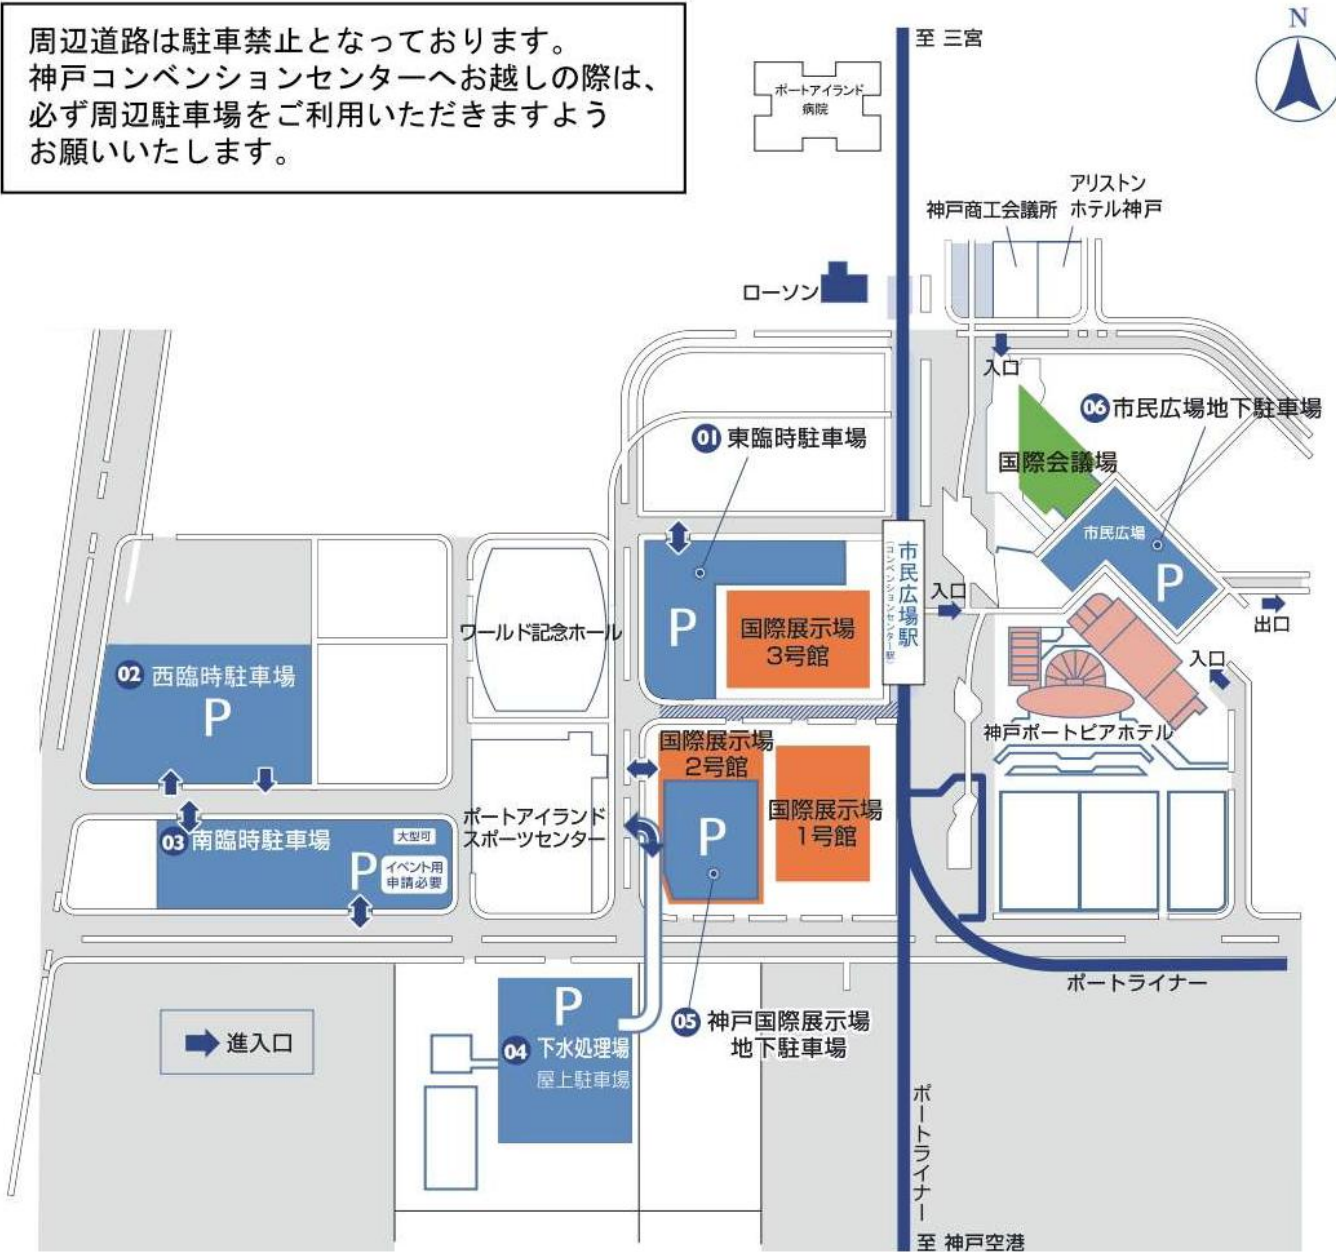 周辺道路は駐車禁止となっております。
神戸コンベンションセンターへお越しの際は、
必ず周辺駐車場をご利用いただきますよう
お願いいたします。
N
至 三宮
ポートアイランド
病院
アリストン
ホテル神戸
神戸商工会議所
ローソン
入口
06 市民広場地下駐車場
01 東臨時駐車場
国際会議場
市民広場
P
市民広場駅
(コンベンションセンター駅)
入口
出口
ワールド記念ホール
P
国際展示場
3号館
02 西臨時駐車場
P
入口
神戸ポートピアホテル
国際展示場
2号館
国際展示場
1号館
P
ポートアイランド
スポーツセンター
03 南臨時駐車場
大型可
P
イベント用
申請必要
ポートライナー
P
04 下水処理場
屋上駐車場
05 神戸国際展示場
地下駐車場
進入口
ポートライナー
至 神戸空港